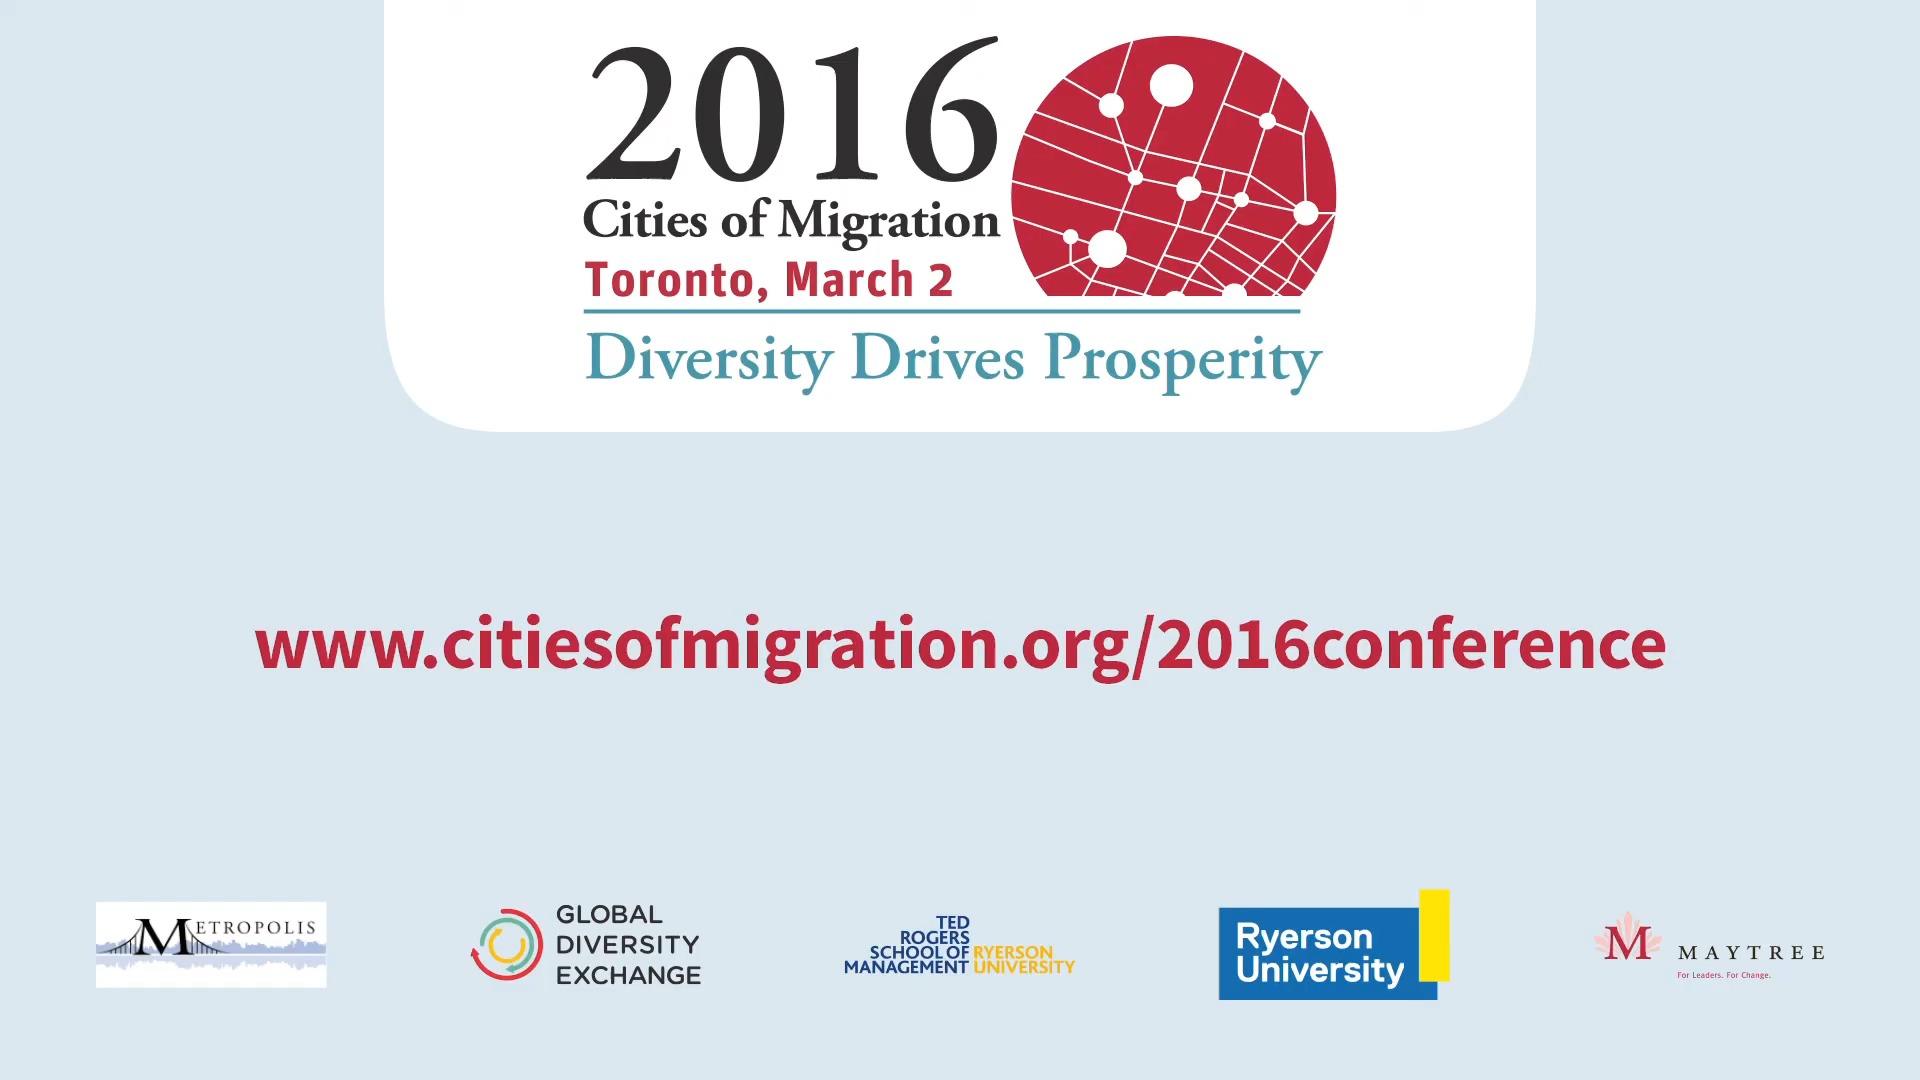 2016
Cities of Migration
Toronto, March 2
Diversity Drives Prosperity
www.citiesofmigration.org/2016conference
METROPOLIS
GLOBAL
DIVERSITY
EXCHANGE
TED
ROGERS
SCHOOL OF RYERSON
MANAGEMENT UNIVERSITY
Ryerson
University
M MAYTREE
For Leaders. For Change.